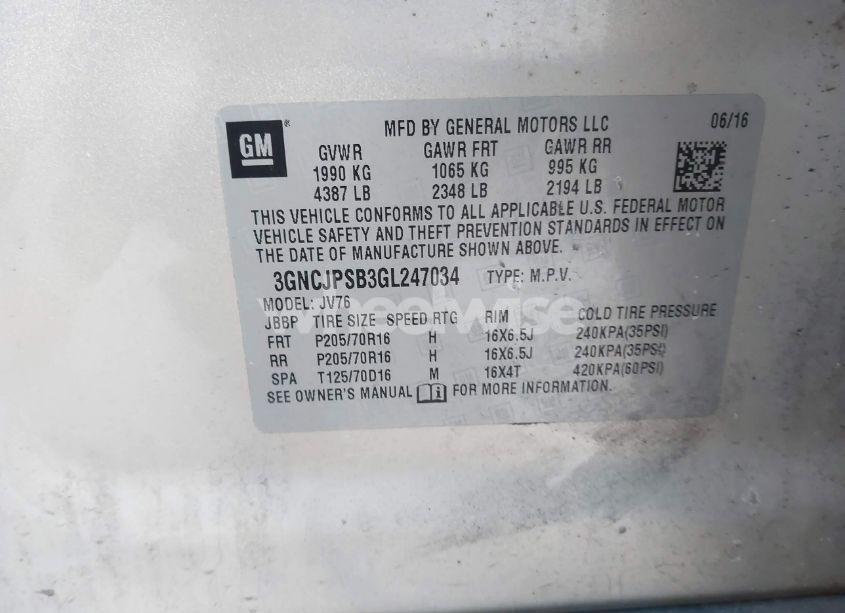 GM
MFD BY GENERAL MOTORS LLC 06/16
GVWR GAWR FRT GAWR RR
1990 KG 1065 KG 995 KG
4387 LB 2348 LB 2194 LB
THIS VEHICLE CONFORMS TO ALL APPLICABLE U.S. FEDERAL MOTOR
VEHICLE SAFETY AND THEFT PREVENTION STANDARDS IN EFFECT ON
THE DATE OF MANUFACTURE SHOWN ABOVE.
3GNCJPSB3GL247034 TYPE: M.P.V.
MODEL: JV76
wheelwise
JBBP TIRE SIZE SPEED RTG RIM COLD TIRE PRESSURE
FRT P205/70R16 H 16X6.5J 240KPA(35PSI)
RR P205/70R16 H 16X6.5J 240KPA(35PSI)
SPA T125/70D16 M 16X4T 420KPA(60PSI)
SEE OWNER'S MANUAL FOR MORE INFORMATION.